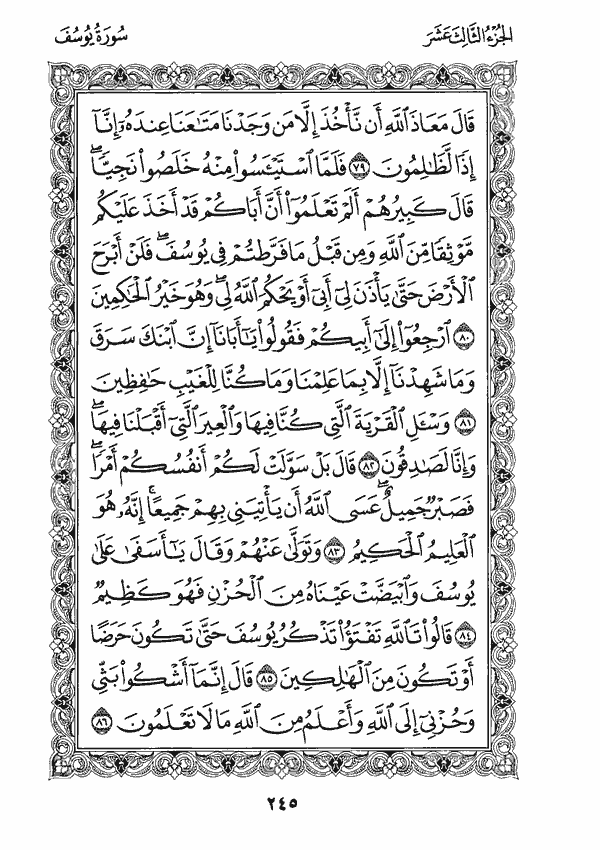 الجزء الثالث عشر
سورة يوسف
قَالَ مَعَاذَ ٱللَّهِ أَن نَّأْخُذَ إِلَّا مَن وَجَدْنَا مَتَٰعَنَا عِندَهُۥٓ إِنَّآ
إِذًا لَّظَٰلِمُونَ ٧٩ فَلَمَّا ٱسْتَيْـَٔسُوا۟ مِنْهُ خَلَصُوا۟ نَجِيًّا ۖ
قَالَ كَبِيرُهُمْ أَلَمْ تَعْلَمُوٓا۟ أَنَّ أَبَاكُمْ قَدْ أَخَذَ عَلَيْكُم
مَّوْثِقًا مِّنَ ٱللَّهِ وَمِن قَبْلُ مَا فَرَّطتُمْ فِى يُوسُفَ ۖ فَلَنْ أَبْرَحَ
ٱلْأَرْضَ حَتَّىٰ يَأْذَنَ لِىٓ أَبِىٓ أَوْ يَحْكُمَ ٱللَّهُ لِى ۖ وَهُوَ خَيْرُ ٱلْحَٰكِمِينَ
٨٠ ٱرْجِعُوٓا۟ إِلَىٰٓ أَبِيكُمْ فَقُولُوا۟ يَٰٓأَبَانَآ إِنَّ ٱبْنَكَ سَرَقَ
وَمَا شَهِدْنَآ إِلَّا بِمَا عَلِمْنَا وَمَا كُنَّا لِلْغَيْبِ حَٰفِظِينَ
٨١ وَسْـَٔلِ ٱلْقَرْيَةَ ٱلَّتِى كُنَّا فِيهَا وَٱلْعِيرَ ٱلَّتِىٓ أَقْبَلْنَا فِيهَا ۖ
وَإِنَّا لَصَٰدِقُونَ ٨٢ قَالَ بَلْ سَوَّلَتْ لَكُمْ أَنفُسُكُمْ أَمْرًا ۖ
فَصَبْرٌ جَمِيلٌ ۖ عَسَى ٱللَّهُ أَن يَأْتِيَنِى بِهِمْ جَمِيعًا ۚ إِنَّهُۥ هُوَ
ٱلْعَلِيمُ ٱلْحَكِيمُ ٨٣ وَتَوَلَّىٰ عَنْهُمْ وَقَالَ يَٰٓأَسَفَىٰ عَلَىٰ
يُوسُفَ وَٱبْيَضَّتْ عَيْنَاهُ مِنَ ٱلْحُزْنِ فَهُوَ كَظِيمٌ
٨٤ قَالُوا۟ تَٱللَّهِ تَفْتَؤُا۟ تَذْكُرُ يُوسُفَ حَتَّىٰ تَكُونَ حَرَضًا
أَوْ تَكُونَ مِنَ ٱلْهَٰلِكِينَ ٨٥ قَالَ إِنَّمَآ أَشْكُوا۟ بَثِّى
وَحُزْنِىٓ إِلَى ٱللَّهِ وَأَعْلَمُ مِنَ ٱللَّهِ مَا لَا تَعْلَمُونَ ٨٦
٢٤٥